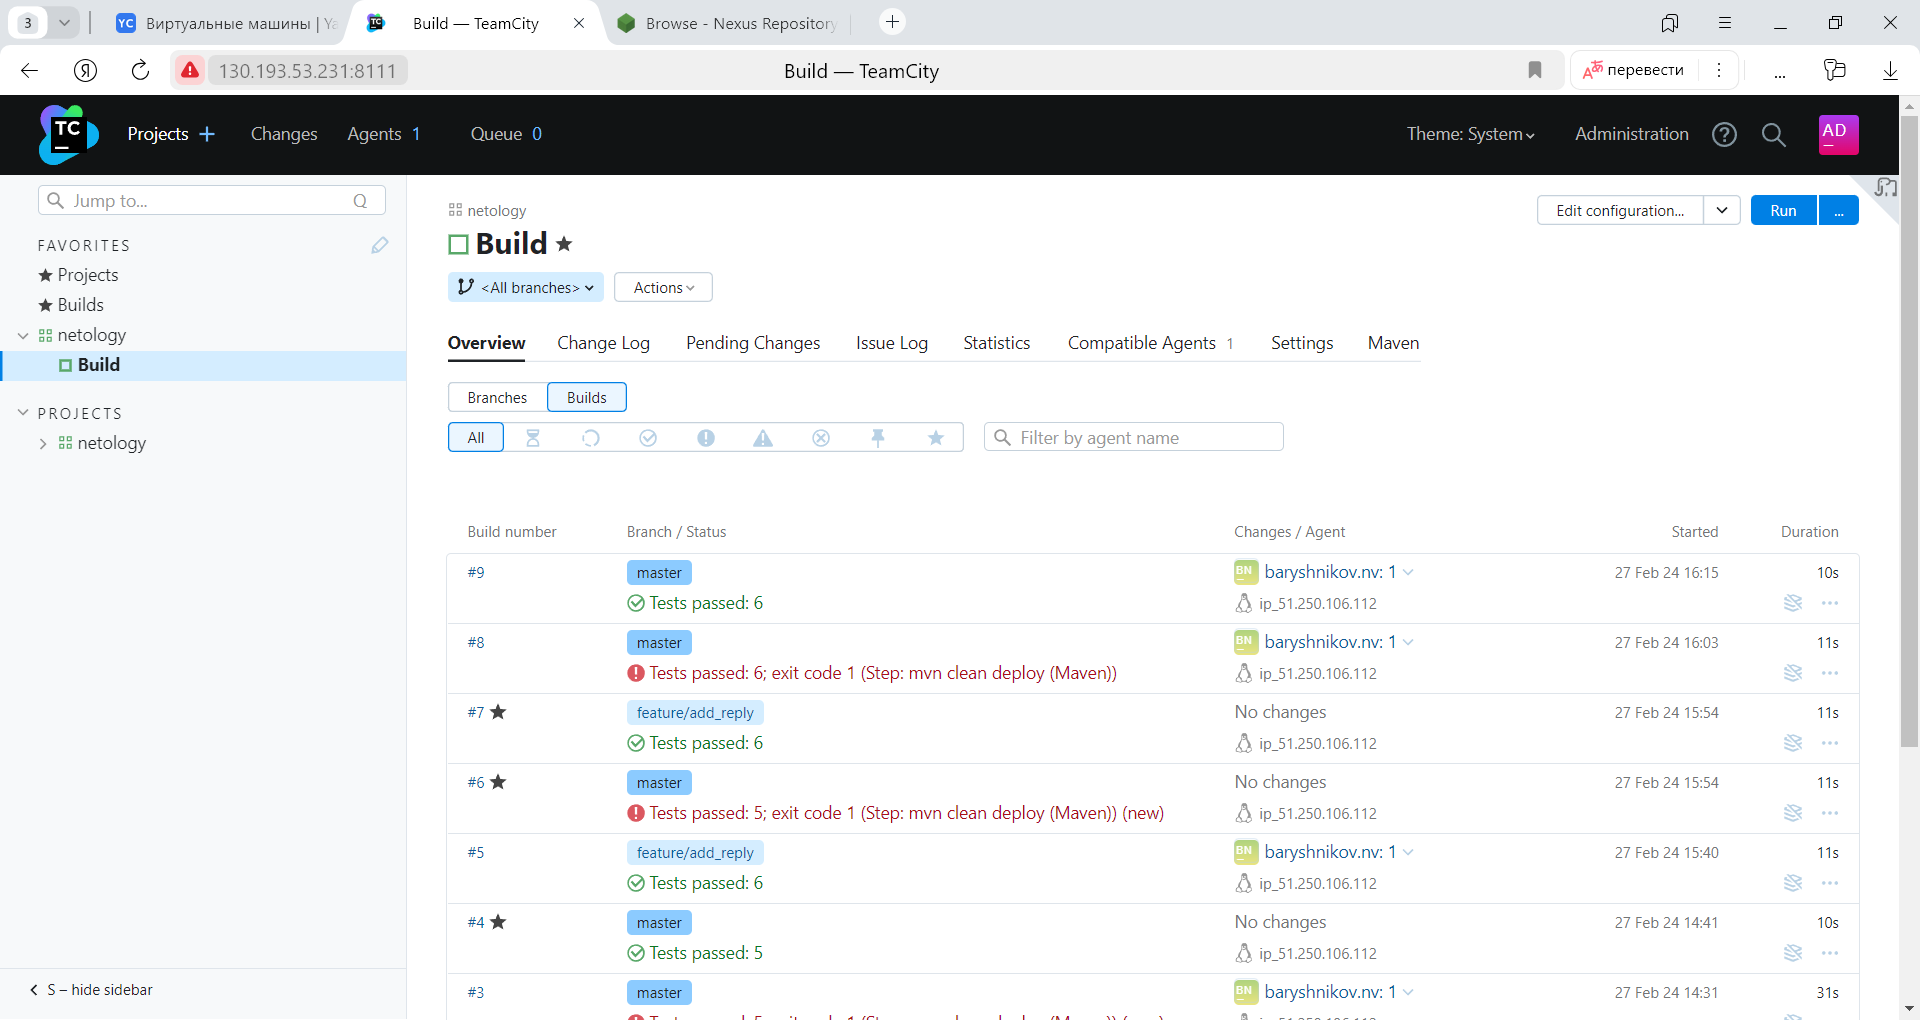 3
YC Виртуальные машины | Ya
TC Build — TeamCity
Browse - Nexus Repository
Я
130.193.53.231:8111
Build — TeamCity
перевести
...
TC
Projects
Changes
Agents 1
Queue 0
Theme: System
Administration
?
AD
Jump to...
Q
FAVORITES
Projects
Builds
netology
Build
PROJECTS
netology
S – hide sidebar
netology
Build
Edit configuration...
Run
...
<All branches>
Actions
Overview
Change Log
Pending Changes
Issue Log
Statistics
Compatible Agents 1
Settings
Maven
Branches
Builds
All
Filter by agent name
Build number
Branch / Status
Changes / Agent
Started
Duration
#9
master
BN baryshnikov.nv: 1
27 Feb 24 16:15
10s
Tests passed: 6
ip_51.250.106.112
#8
master
BN baryshnikov.nv: 1
27 Feb 24 16:03
11s
Tests passed: 6; exit code 1 (Step: mvn clean deploy (Maven))
ip_51.250.106.112
#7
feature/add_reply
No changes
27 Feb 24 15:54
11s
Tests passed: 6
ip_51.250.106.112
#6
master
No changes
27 Feb 24 15:54
11s
Tests passed: 5; exit code 1 (Step: mvn clean deploy (Maven)) (new)
ip_51.250.106.112
#5
feature/add_reply
BN baryshnikov.nv: 1
27 Feb 24 15:40
11s
Tests passed: 6
ip_51.250.106.112
#4
master
No changes
27 Feb 24 14:41
10s
Tests passed: 5
ip_51.250.106.112
#3
master
BN baryshnikov.nv: 1
27 Feb 24 14:31
31s